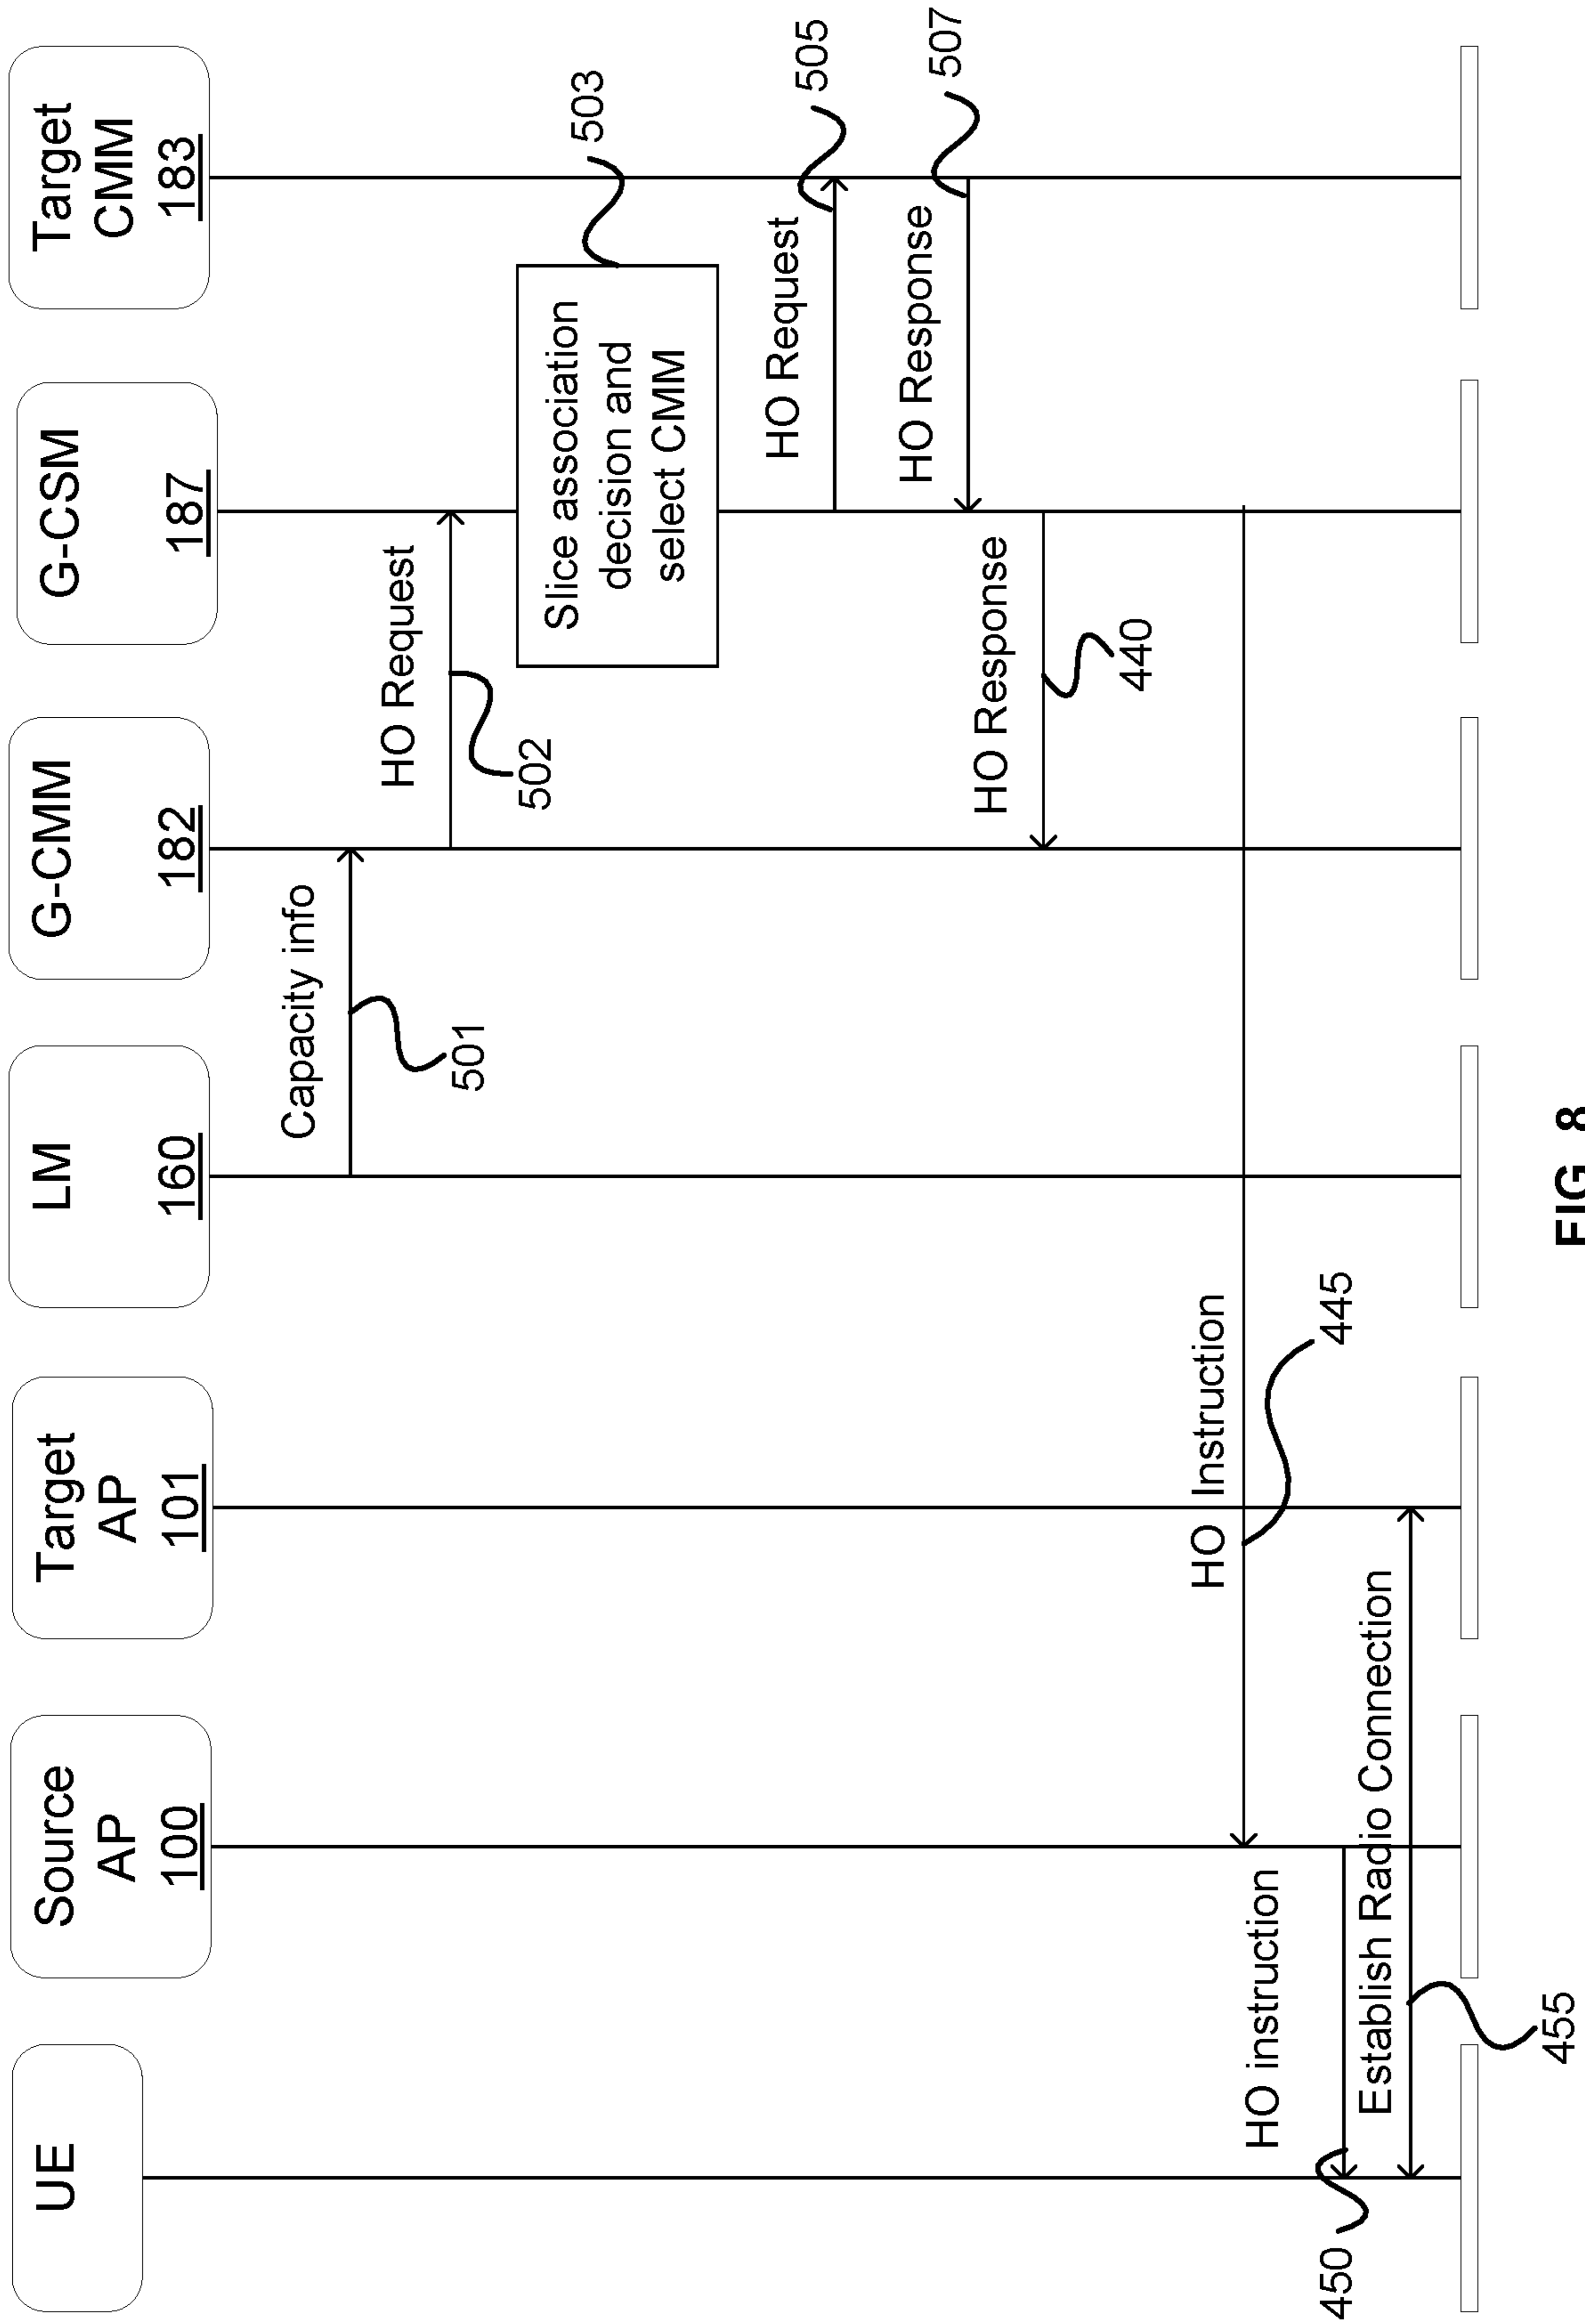 UE
Source
AP
100
Target
AP
101
LM
160
G-CMM
182
G-CSM
187
Target
CMM
183
Capacity info
501
HO Request
502
Slice association
decision and
select CMM
503
HO Request
505
HO Response
507
HO Response
440
HO Instruction
445
HO instruction
450
Establish Radio Connection
455
FIG. 8